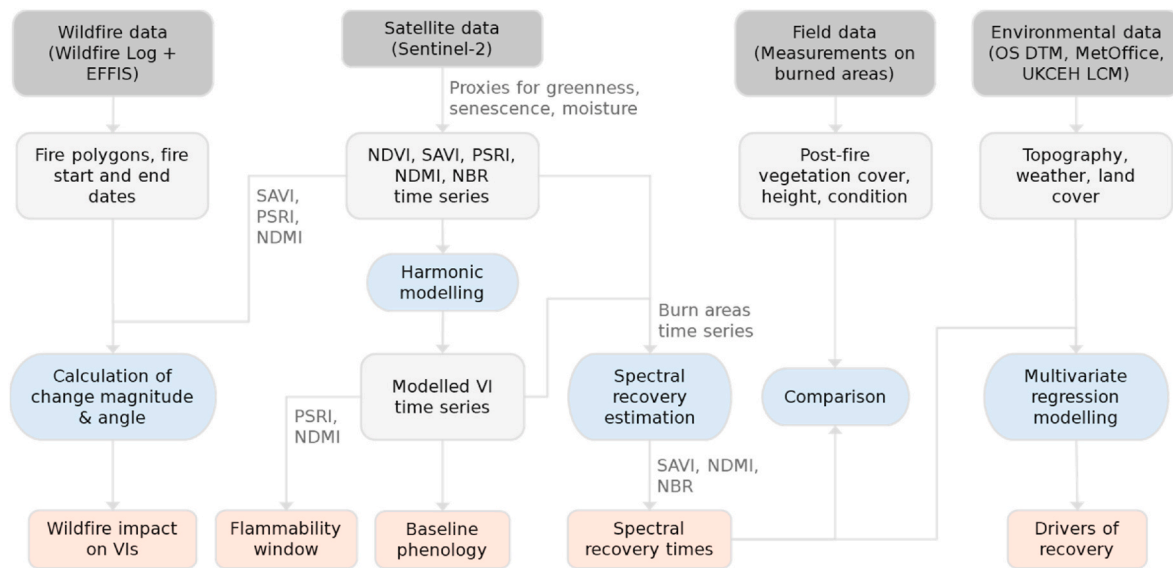 Wildfire data
(Wildfire Log +
EFFIS)
Satellite data
(Sentinel-2)
Field data
(Measurements on
burned areas)
Environmental data
(OS DTM, MetOffice,
UKCEH LCM)
Proxies for greenness,
senescence, moisture
Fire polygons, fire
start and end
dates
NDVI, SAVI, PSRI,
NDMI, NBR
time series
Post-fire
vegetation cover,
height, condition
Topography,
weather, land
cover
SAVI,
PSRI,
NDMI
Harmonic
modelling
Burn areas
time series
Calculation of
change magnitude
& angle
Modelled VI
time series
Spectral
recovery
estimation
Comparison
Multivariate
regression
modelling
PSRI,
NDMI
SAVI, NDMI,
NBR
Wildfire impact
on VIs
Flammability
window
Baseline
phenology
Spectral
recovery times
Drivers of
recovery